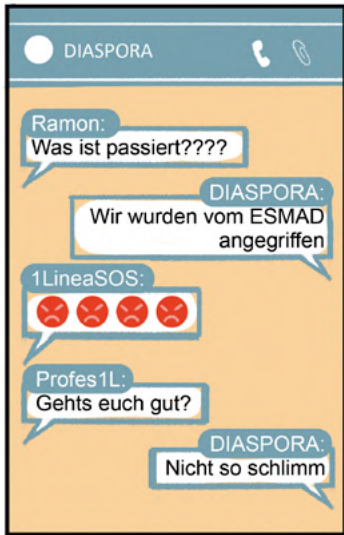 DIASPORA
Ramon:
Was ist passiert????
DIASPORA:
Wir wurden vom ESMAD
angegriffen
1LineaSOS:
Profes1L:
Gehts euch gut?
DIASPORA:
Nicht so schlimm